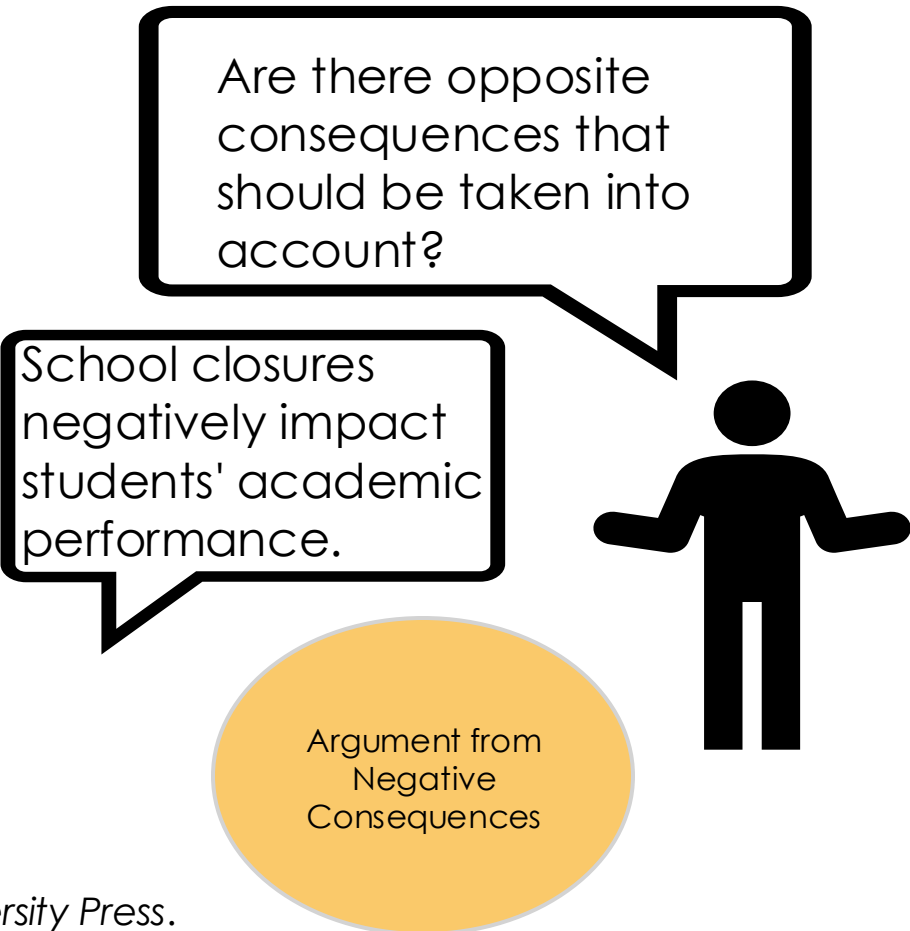 Are there opposite
consequences that
should be taken into
account?
School closures
negatively impact
students' academic
performance.
Argument from
Negative
Consequences
ersity Press.